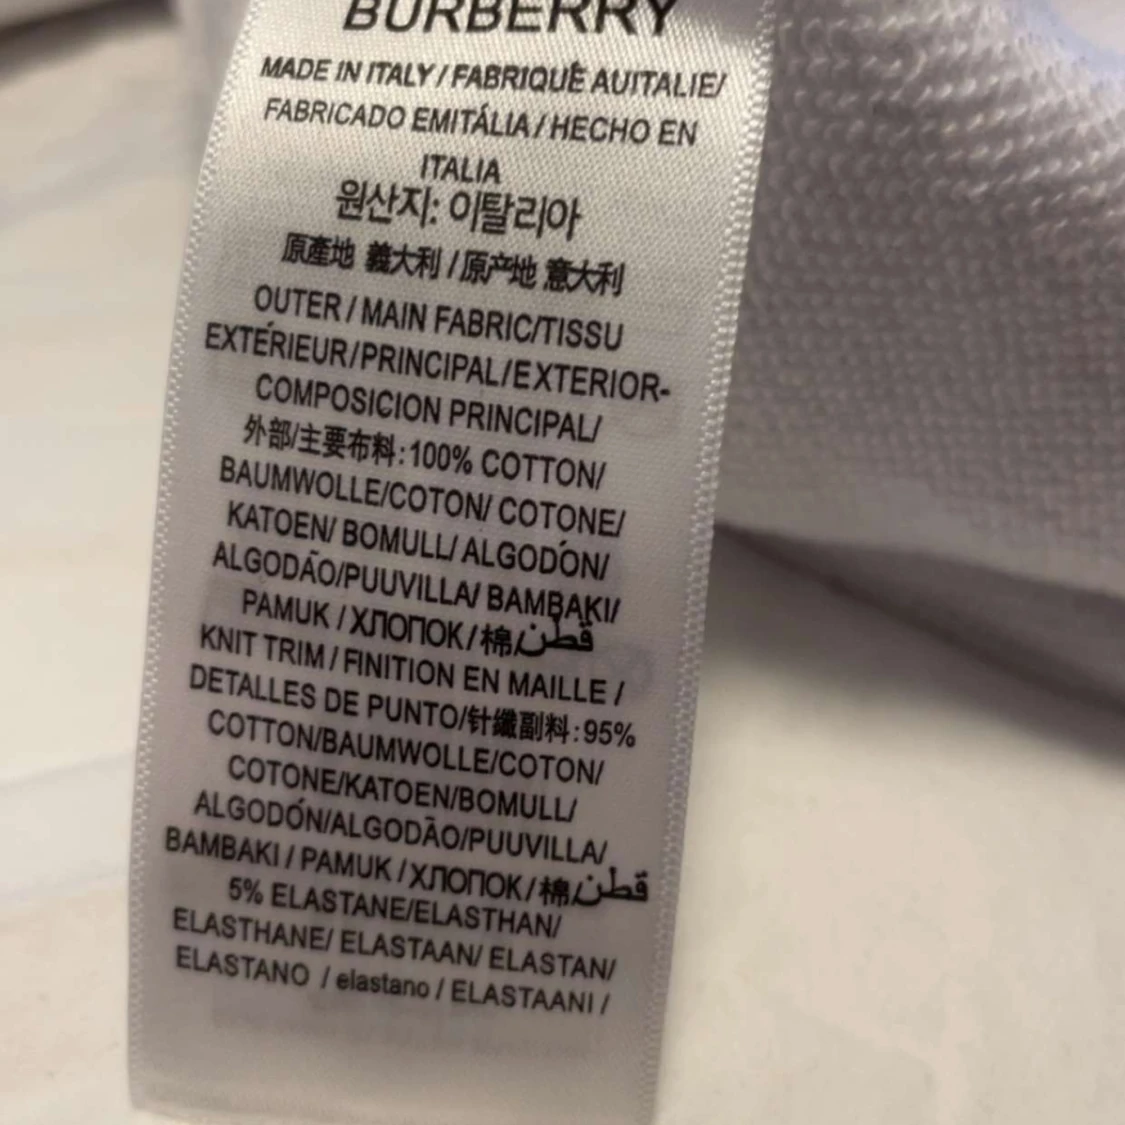 BURBERRY
MADE IN ITALY / FABRIQUÈ AUITALIE/
FABRICADO EMITÁLIA / HECHO EN
ITALIA
원산지: 이탈리아
原產地 義大利 / 原产地 意大利
OUTER / MAIN FABRIC/TISSU
EXTÉRIEUR/PRINCIPAL/EXTERIOR-
COMPOSICION PRINCIPAL/
外部/主要布料:100% COTTON/
BAUMWOLLE/COTON/ COTONE/
KATOEN/ BOMULL/ ALGODÓN/
ALGODÃO/PUUVILLA/ BAMBAKI/
PAMUK / ХЛОПОК / 棉/قطن
KNIT TRIM / FINITION EN MAILLE /
DETALLES DE PUNTO/针纖副料:95%
COTTON/BAUMWOLLE/COTON/
COTONE/KATOEN/BOMULL/
ALGODÓN/ALGODÃO/PUUVILLA/
BAMBAKI / PAMUK / ХЛОПОК / 棉/قطن
5% ELASTANE/ELASTHAN/
ELASTHANE/ ELASTAAN/ ELASTAN/
ELASTANO / elastano / ELASTAANI /